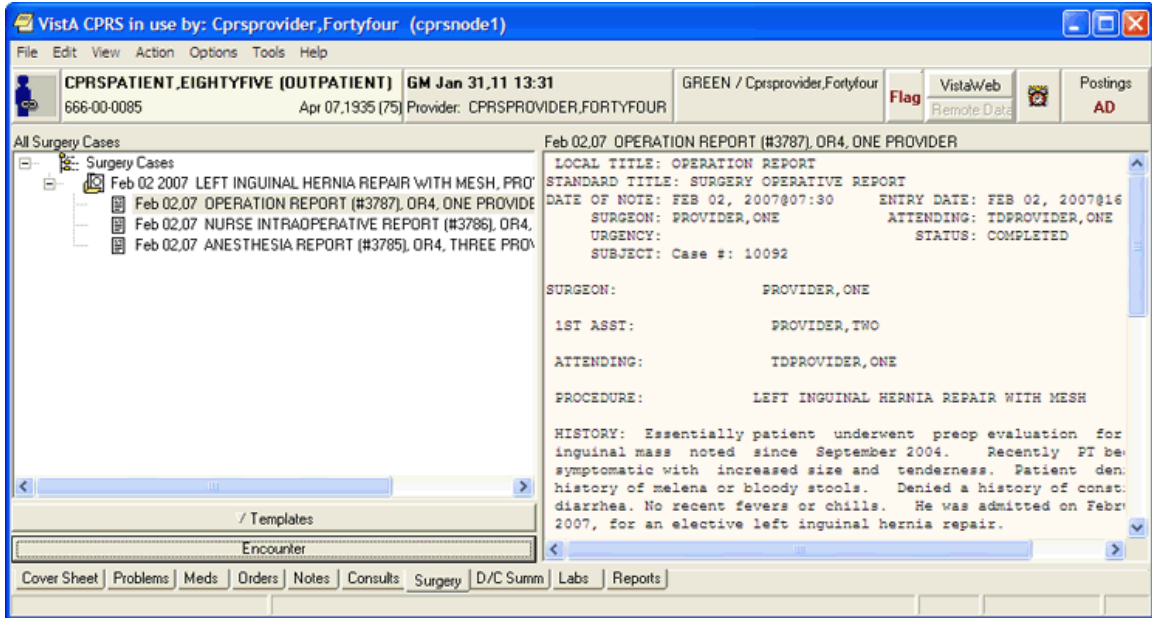 VistA CPRS in use by: Cprsprovider,Fortyfour (cprsnode1)
File Edit View Action Options Tools Help
CPRSPATIENT,EIGHTYFIVE (OUTPATIENT) GM Jan 31,11 13:31 GREEN / Cprsprovider,Fortyfour Flag VistaWeb Postings
666-00-0085 Apr 07,1935 (75) Provider: CPRSPROVIDER,FORTYFOUR Remote Data AD
All Surgery Cases
Surgery Cases
Feb 02 2007 LEFT INGUINAL HERNIA REPAIR WITH MESH, PRO
Feb 02,07 OPERATION REPORT (#3787), OR4, ONE PROVIDE
Feb 02,07 NURSE INTRAOPERATIVE REPORT (#3786), OR4,
Feb 02,07 ANESTHESIA REPORT (#3785), OR4, THREE PRO
/ Templates
Encounter
Feb 02,07 OPERATION REPORT (#3787), OR4, ONE PROVIDER
LOCAL TITLE: OPERATION REPORT
STANDARD TITLE: SURGERY OPERATIVE REPORT
DATE OF NOTE: FEB 02, 2007@07:30 ENTRY DATE: FEB 02, 2007@16
SURGEON: PROVIDER,ONE ATTENDING: TDPROVIDER,ONE
URGENCY: STATUS: COMPLETED
SUBJECT: Case #: 10092
SURGEON: PROVIDER,ONE
1ST ASST: PROVIDER,TWO
ATTENDING: TDPROVIDER,ONE
PROCEDURE: LEFT INGUINAL HERNIA REPAIR WITH MESH
HISTORY: Essentially patient underwent preop evaluation for
inguinal mass noted since September 2004. Recently PT be
symptomatic with increased size and tenderness. Patient den
history of melena or bloody stools. Denied a history of const
diarrhea. No recent fevers or chills. He was admitted on Febr
2007, for an elective left inguinal hernia repair.
Cover Sheet Problems Meds Orders Notes Consults Surgery D/C Summ Labs Reports